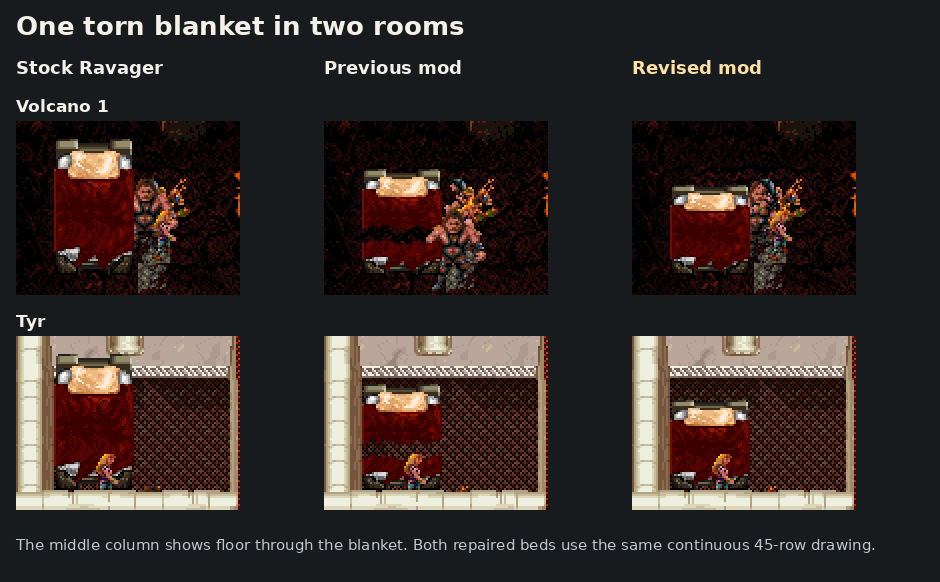 One torn blanket in two rooms
Stock Ravager
Previous mod
Revised mod
Volcano 1
Tyr
The middle column shows floor through the blanket. Both repaired beds use the same continuous 45-row drawing.